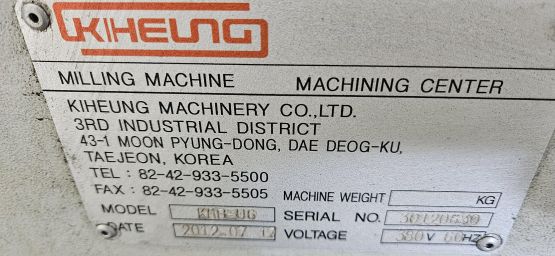 KIHEUNG
MILLING MACHINE MACHINING CENTER
KIHEUNG MACHINERY CO.,LTD.
3RD INDUSTRIAL DISTRICT
43-1 MOON PYUNG-DONG, DAE DEOG-KU,
TAEJEON, KOREA
TEL : 82-42-933-5500
FAX : 82-42-933-5505 MACHINE WEIGHT KG
MODEL SERIAL NO.
DATE 2012.07 VOLTAGE 380V 60HZ